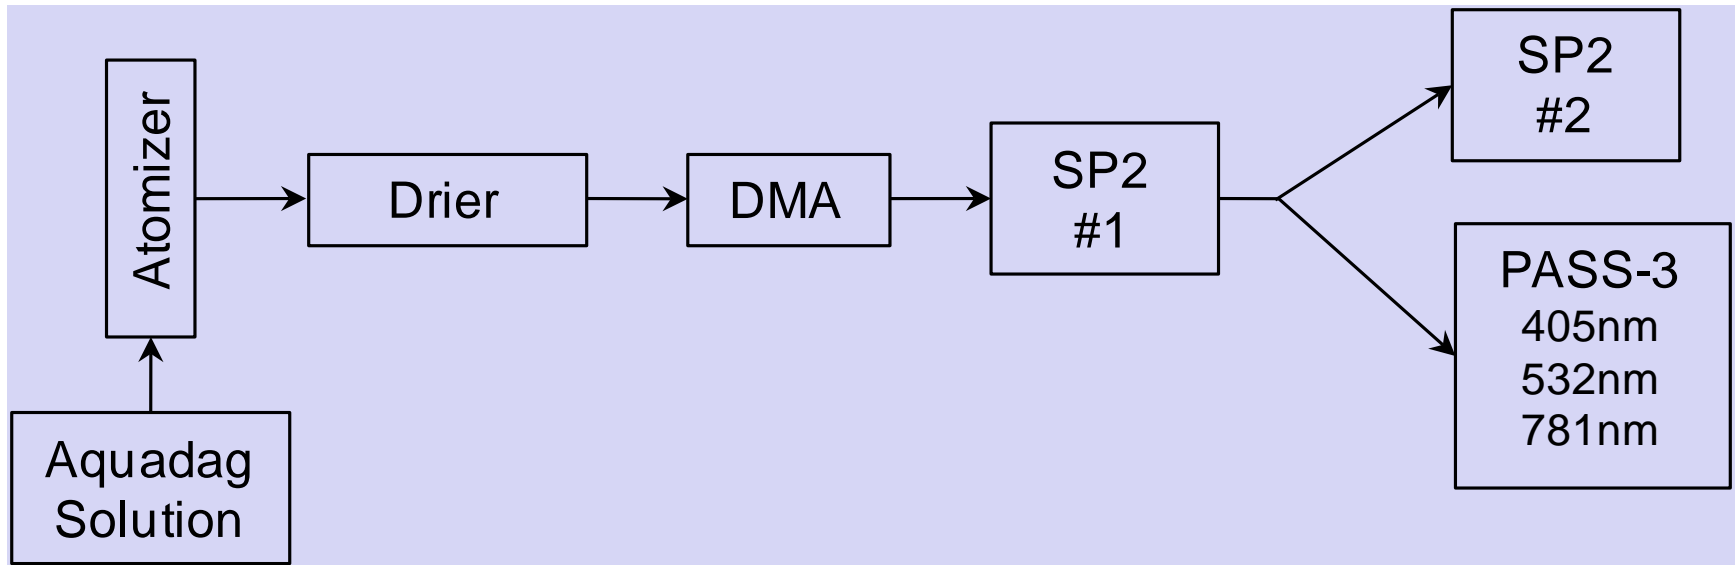 Aquadag
Solution
Atomizer
Drier
DMA
SP2
#1
SP2
#2
PASS-3
405nm
532nm
781nm